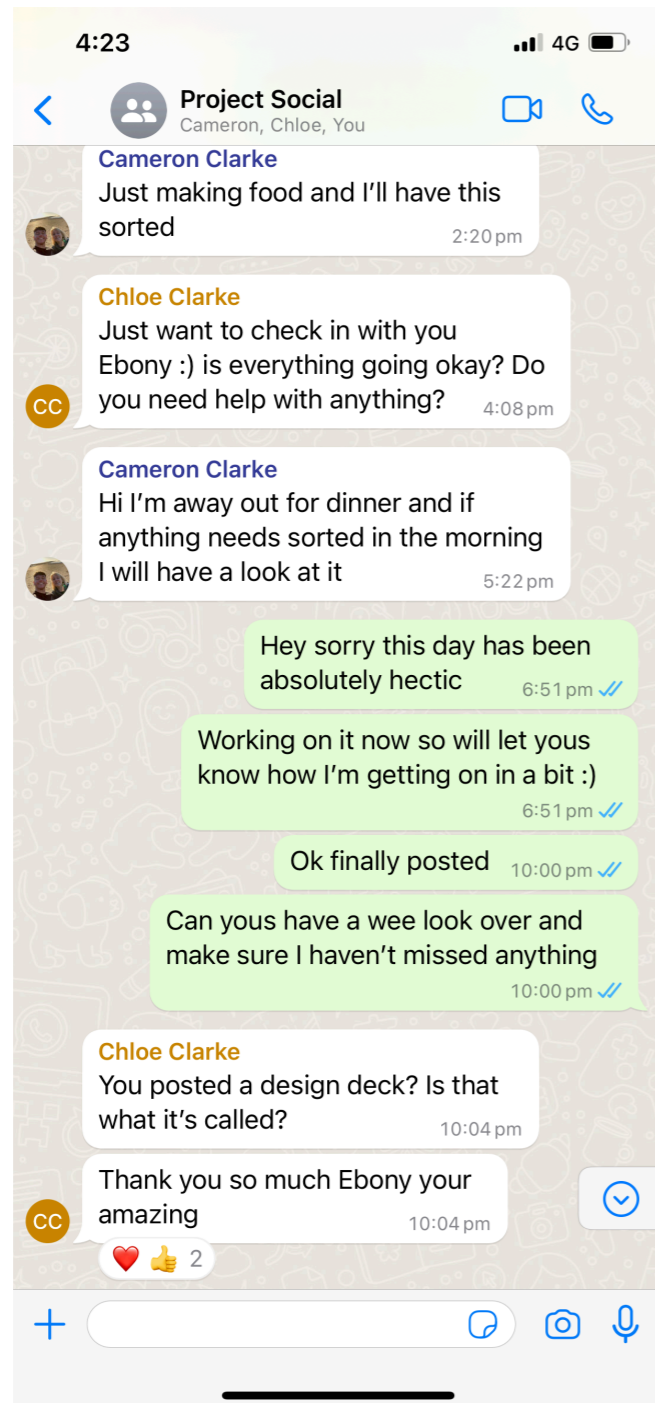 4:23
4G
Project Social
Cameron, Chloe, You
Cameron Clarke
Just making food and I'll have this
sorted
2:20 pm
Chloe Clarke
Just want to check in with you
Ebony :) is everything going okay? Do
you need help with anything?
4:08 pm
CC
Cameron Clarke
Hi I'm away out for dinner and if
anything needs sorted in the morning
I will have a look at it
5:22 pm
Hey sorry this day has been
absolutely hectic
6:51 pm
Working on it now so will let yous
know how I'm getting on in a bit :)
6:51 pm
Ok finally posted
10:00 pm
Can yous have a wee look over and
make sure I haven't missed anything
10:00 pm
Chloe Clarke
You posted a design deck? Is that
what it's called?
10:04 pm
Thank you so much Ebony your
amazing
10:04 pm
CC
❤️ 👍 2